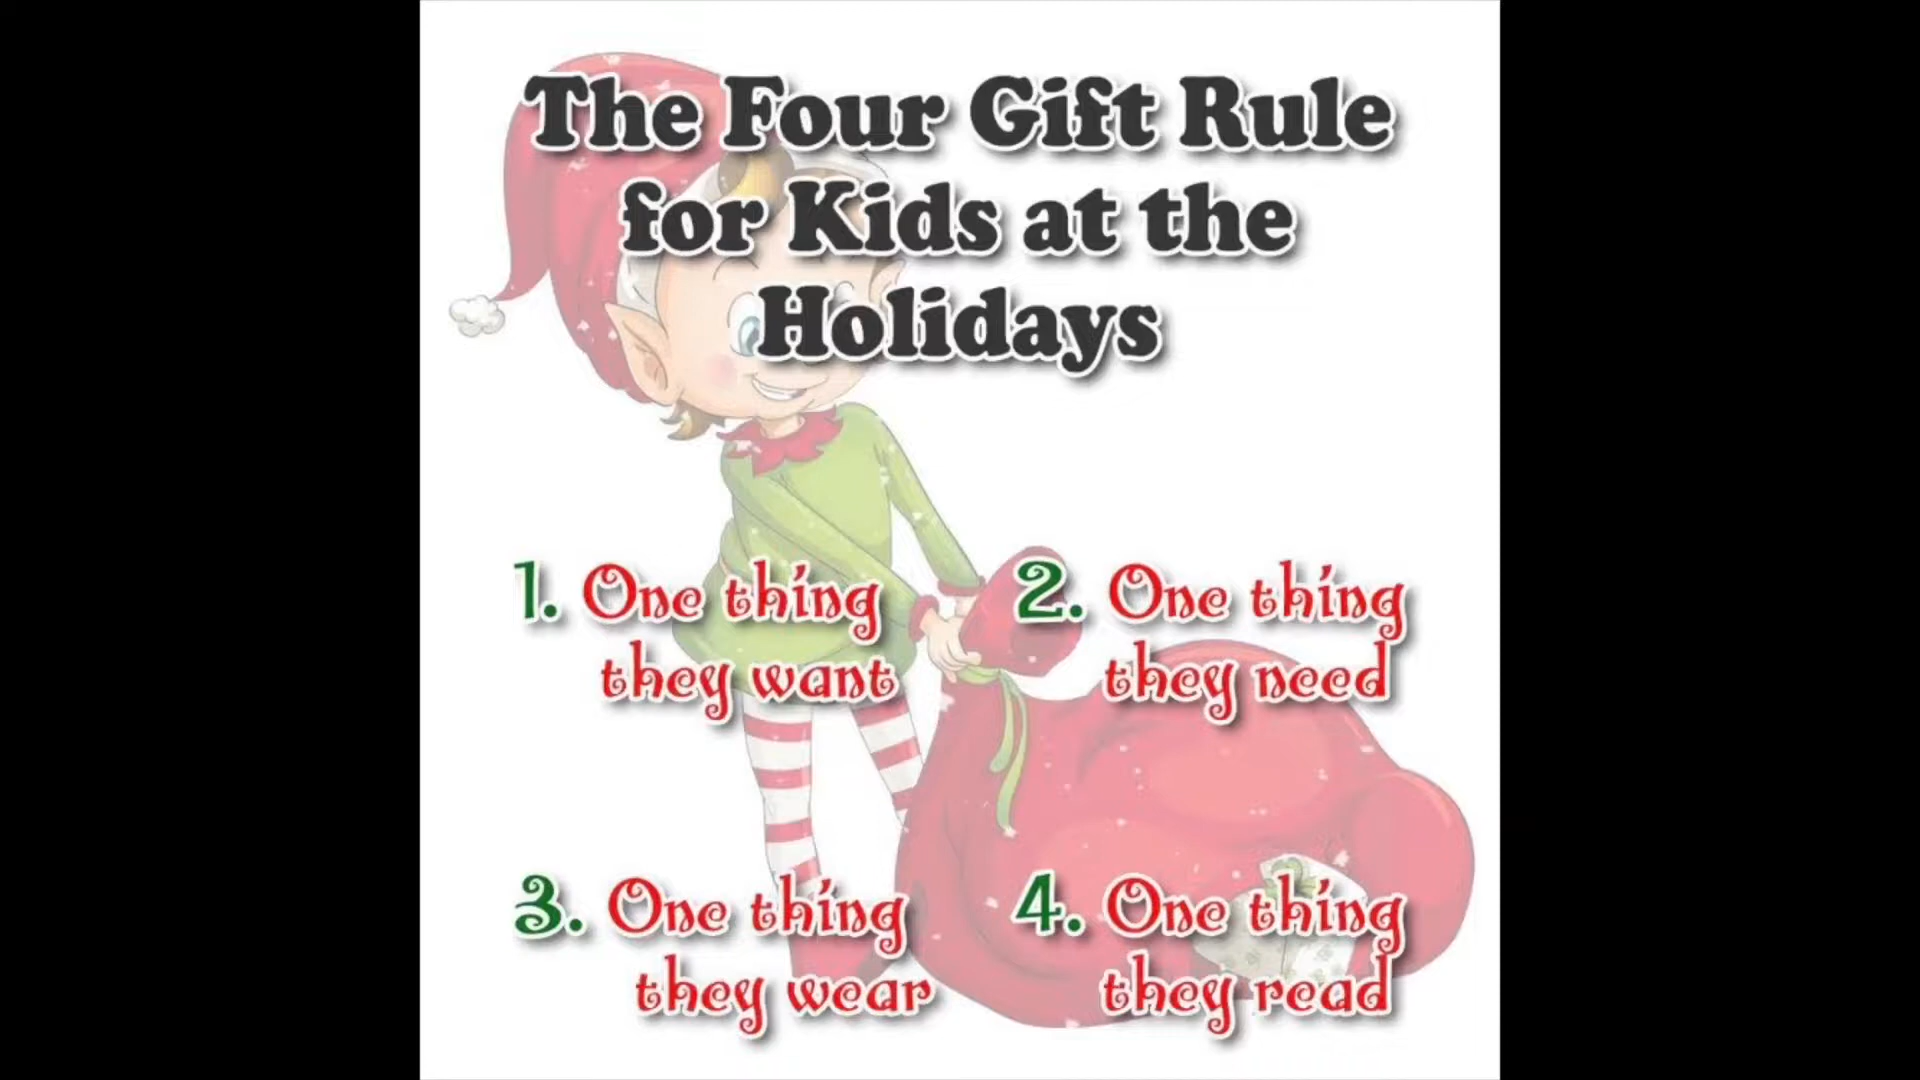 The Four Gift Rule
for Kids at the
Holidays
1. One thing
they want
2. One thing
they need
3. One thing
they wear
4. One thing
they read